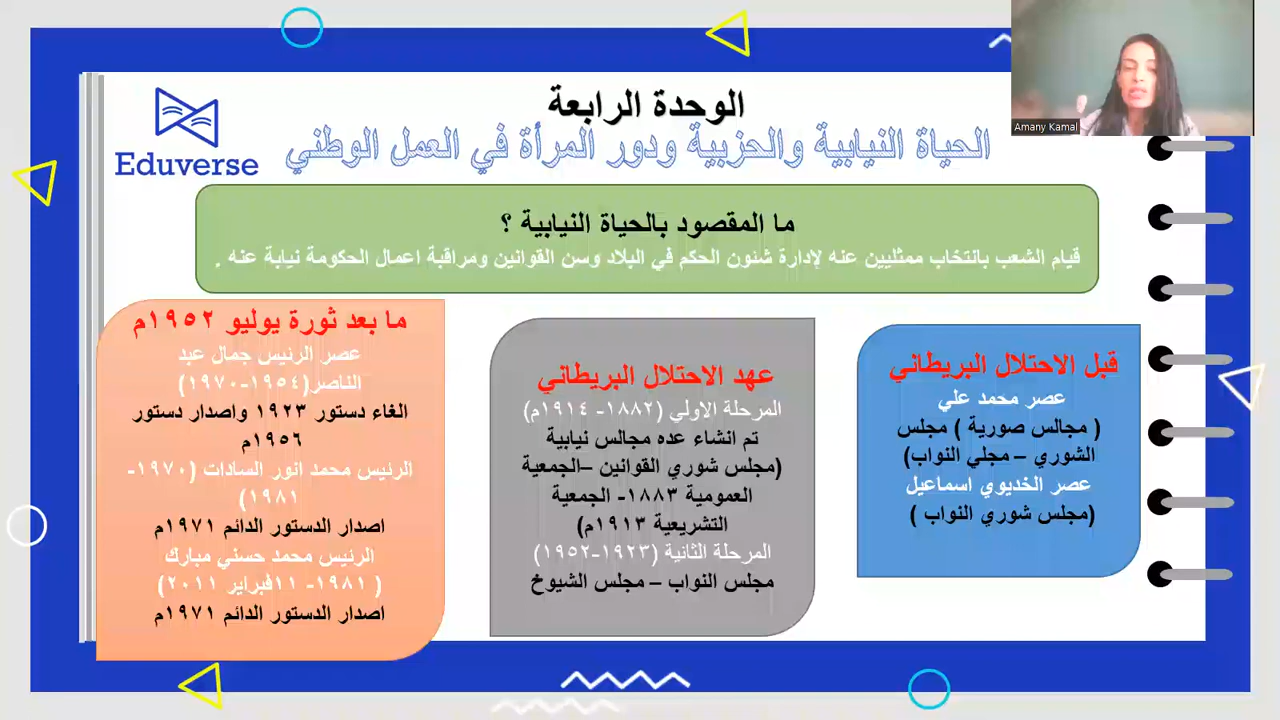 الوحدة الرابعة
الحياة النيابية والحزبية ودور المرأة في العمل الوطني
Eduverse
Amany Kamal
ما المقصود بالحياة النيابية ؟
قيام الشعب بانتخاب ممثليين عنه لإدارة شئون الحكم في البلاد وسن القوانين ومراقبة اعمال الحكومة نيابة عنه .
قبل الاحتلال البريطاني
عصر محمد علي
( مجالس صورية ) مجلس
الشوري – مجلي النواب)
عصر الخديوي اسماعيل
(مجلس شوري النواب )
عهد الاحتلال البريطاني
المرحلة الاولي (١٨٨٢- ١٩١٤م)
تم انشاء عده مجالس نيابية
(مجلس شوري القوانين –الجمعية
العمومية ١٨٨٣- الجمعية
التشريعية ١٩١٣م)
المرحلة الثانية (١٩٢٣-١٩٥٢)
مجلس النواب – مجلس الشيوخ
ما بعد ثورة يوليو ١٩٥٢م
عصر الرئيس جمال عبد
الناصر(١٩٥٤-١٩٧٠)
الغاء دستور ١٩٢٣ واصدار دستور
١٩٥٦م
الرئيس محمد انور السادات (١٩٧٠-
١٩٨١)
اصدار الدستور الدائم ١٩٧١م
الرئيس محمد حسني مبارك
( ١٩٨١- ١١فبراير ٢٠١١)
اصدار الدستور الدائم ١٩٧١م